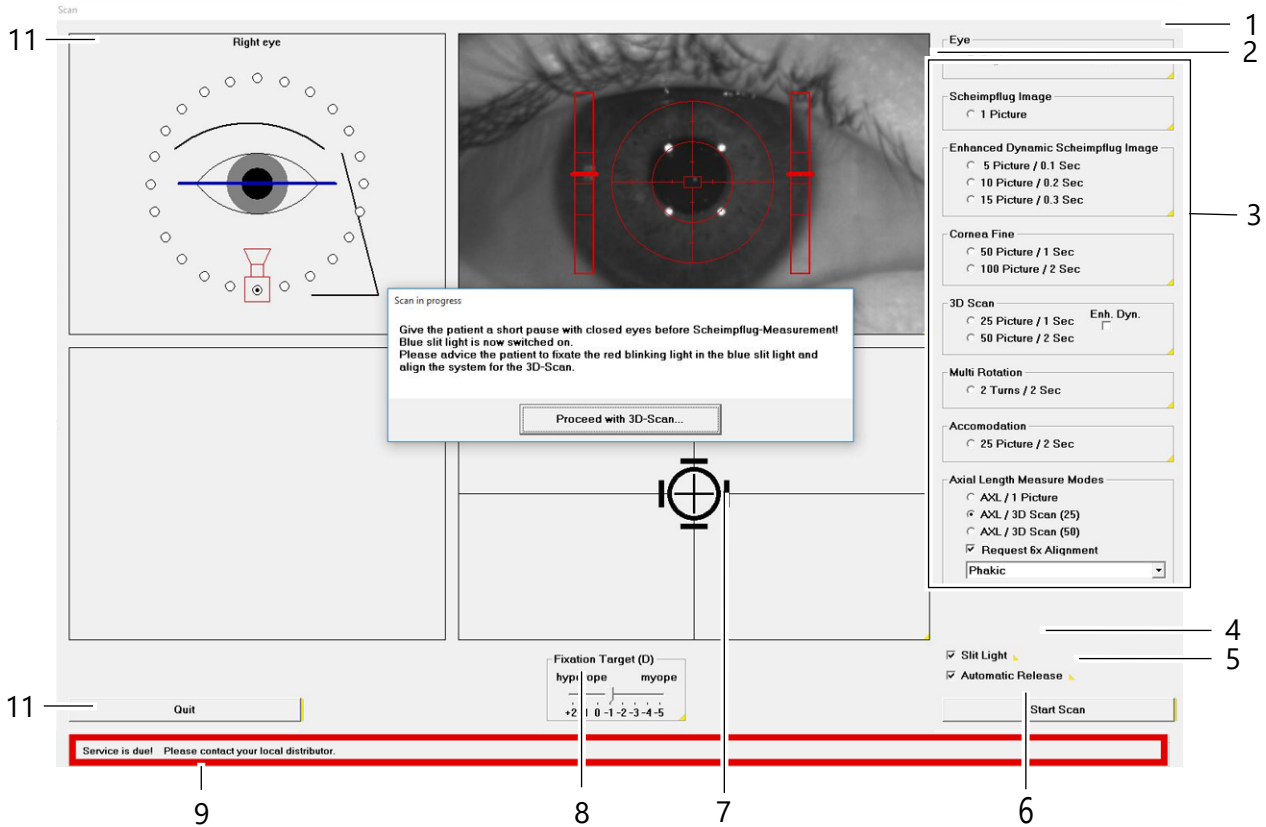 Scan
1
11
Right eye
Eye
2
Scheimpflug Image
1 Picture
Enhanced Dynamic Scheimpflug Image
5 Picture / 0.1 Sec
10 Picture / 0.2 Sec
15 Picture / 0.3 Sec
3
Cornea Fine
50 Picture / 1 Sec
100 Picture / 2 Sec
Scan in progress
Give the patient a short pause with closed eyes before Scheimpflug-Measurement!
Blue slit light is now switched on.
Please advice the patient to fixate the red blinking light in the blue slit light and
align the system for the 3D-Scan.
Proceed with 3D-Scan...
3D Scan
25 Picture / 1 Sec
Enh. Dyn.
50 Picture / 2 Sec
Multi Rotation
2 Turns / 2 Sec
Accomodation
25 Picture / 2 Sec
Axial Length Measure Modes
AXL / 1 Picture
AXL / 3D Scan (25)
AXL / 3D Scan (50)
Request 6x Alignment
Phakic
4
Slit Light
5
Automatic Release
Fixation Target (D)
myope
0 -1 -2 -3 -4 -5
11
Quit
Start Scan
Service is due! Please contact your local distributor.
9
8
7
6